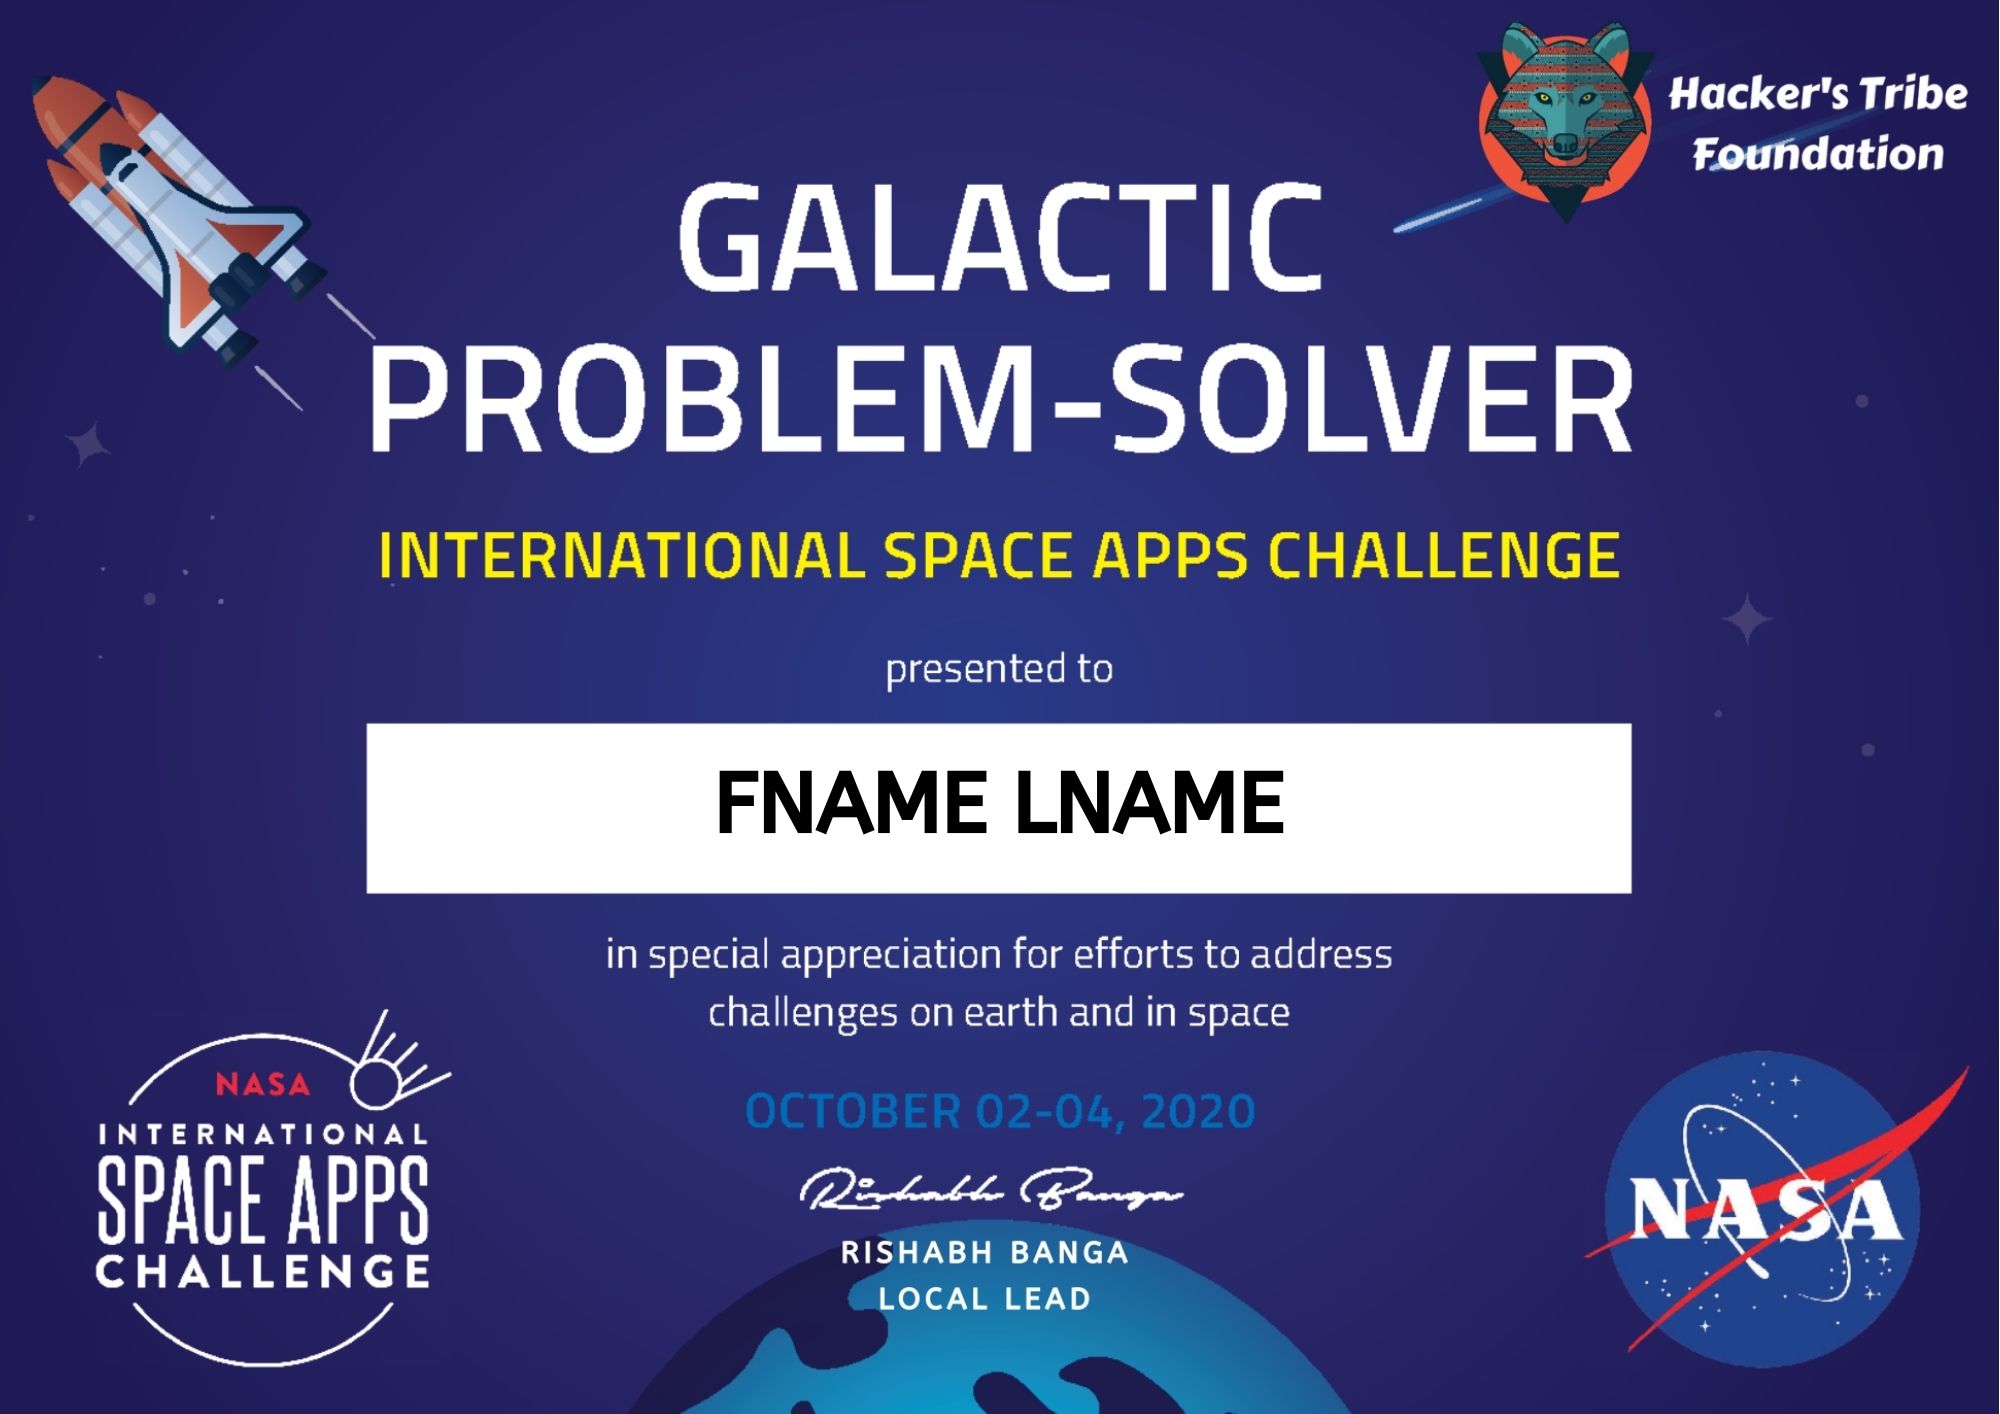 Hacker's Tribe
Foundation
GALACTIC
PROBLEM-SOLVER
INTERNATIONAL SPACE APPS CHALLENGE
presented to
FNAME LNAME
in special appreciation for efforts to address
challenges on earth and in space
OCTOBER 02-04, 2020
Rishabh Banga
RISHABH BANGA
LOCAL LEAD
NASA
INTERNATIONAL
SPACE APPS
CHALLENGE
NASA